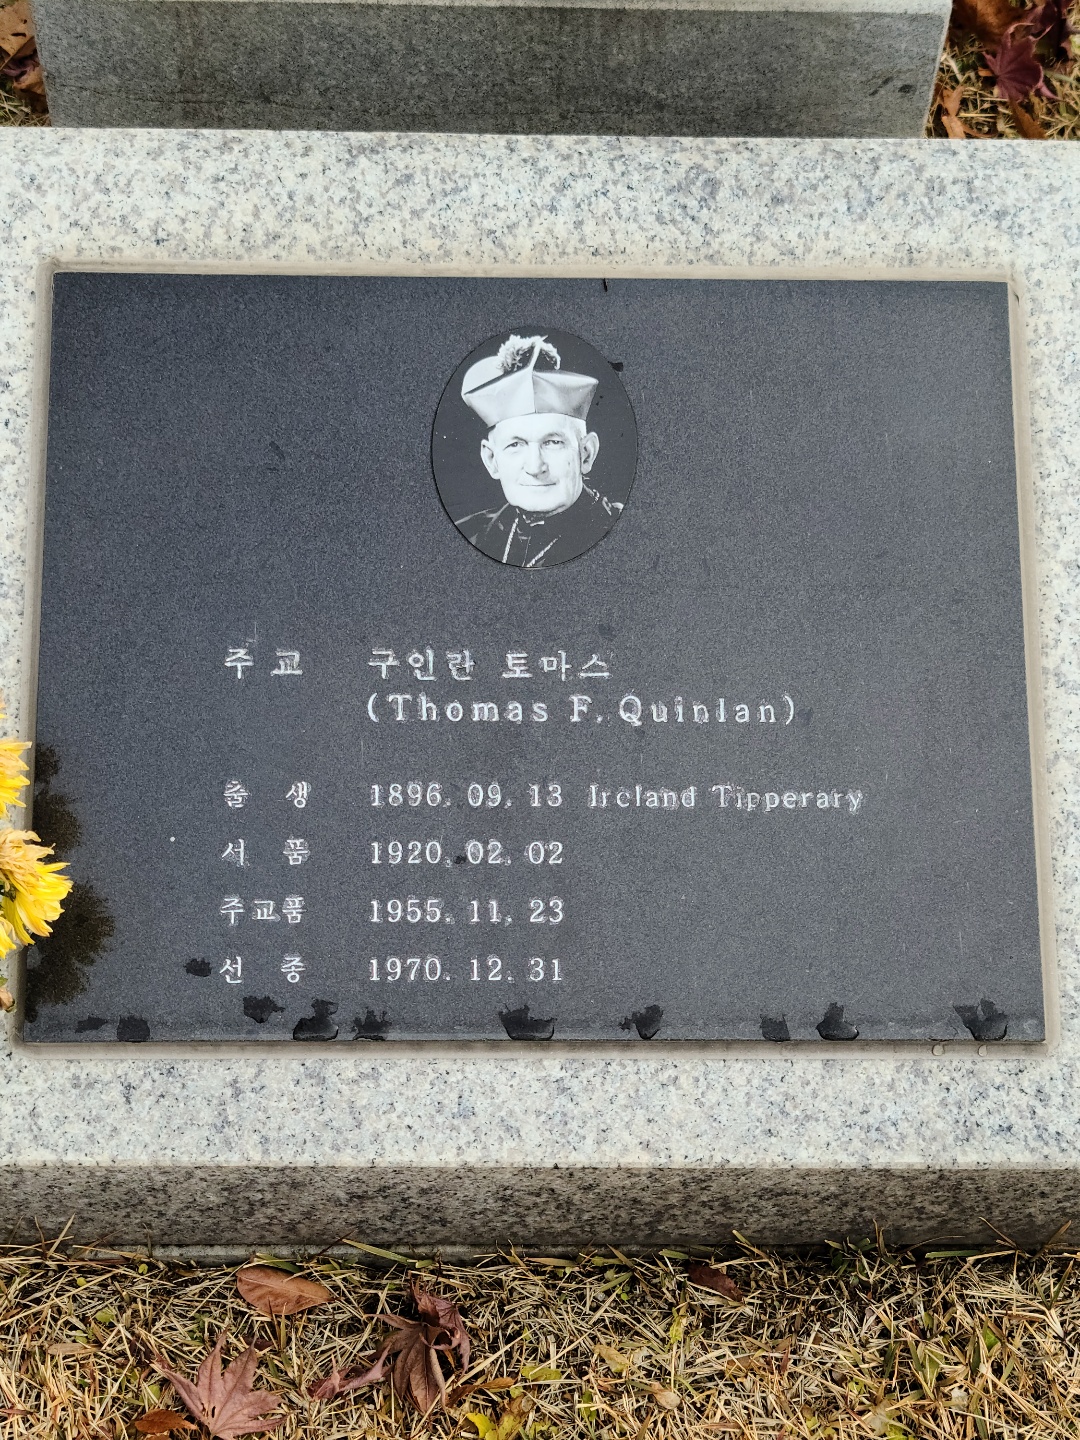 주교 구인란 토마스
(Thomas F. Quinlan)
출 생 1896. 09. 13 Ireland Tipperary
서 품 1920. 02. 02
주교품 1955. 11. 23
선 종 1970. 12. 31